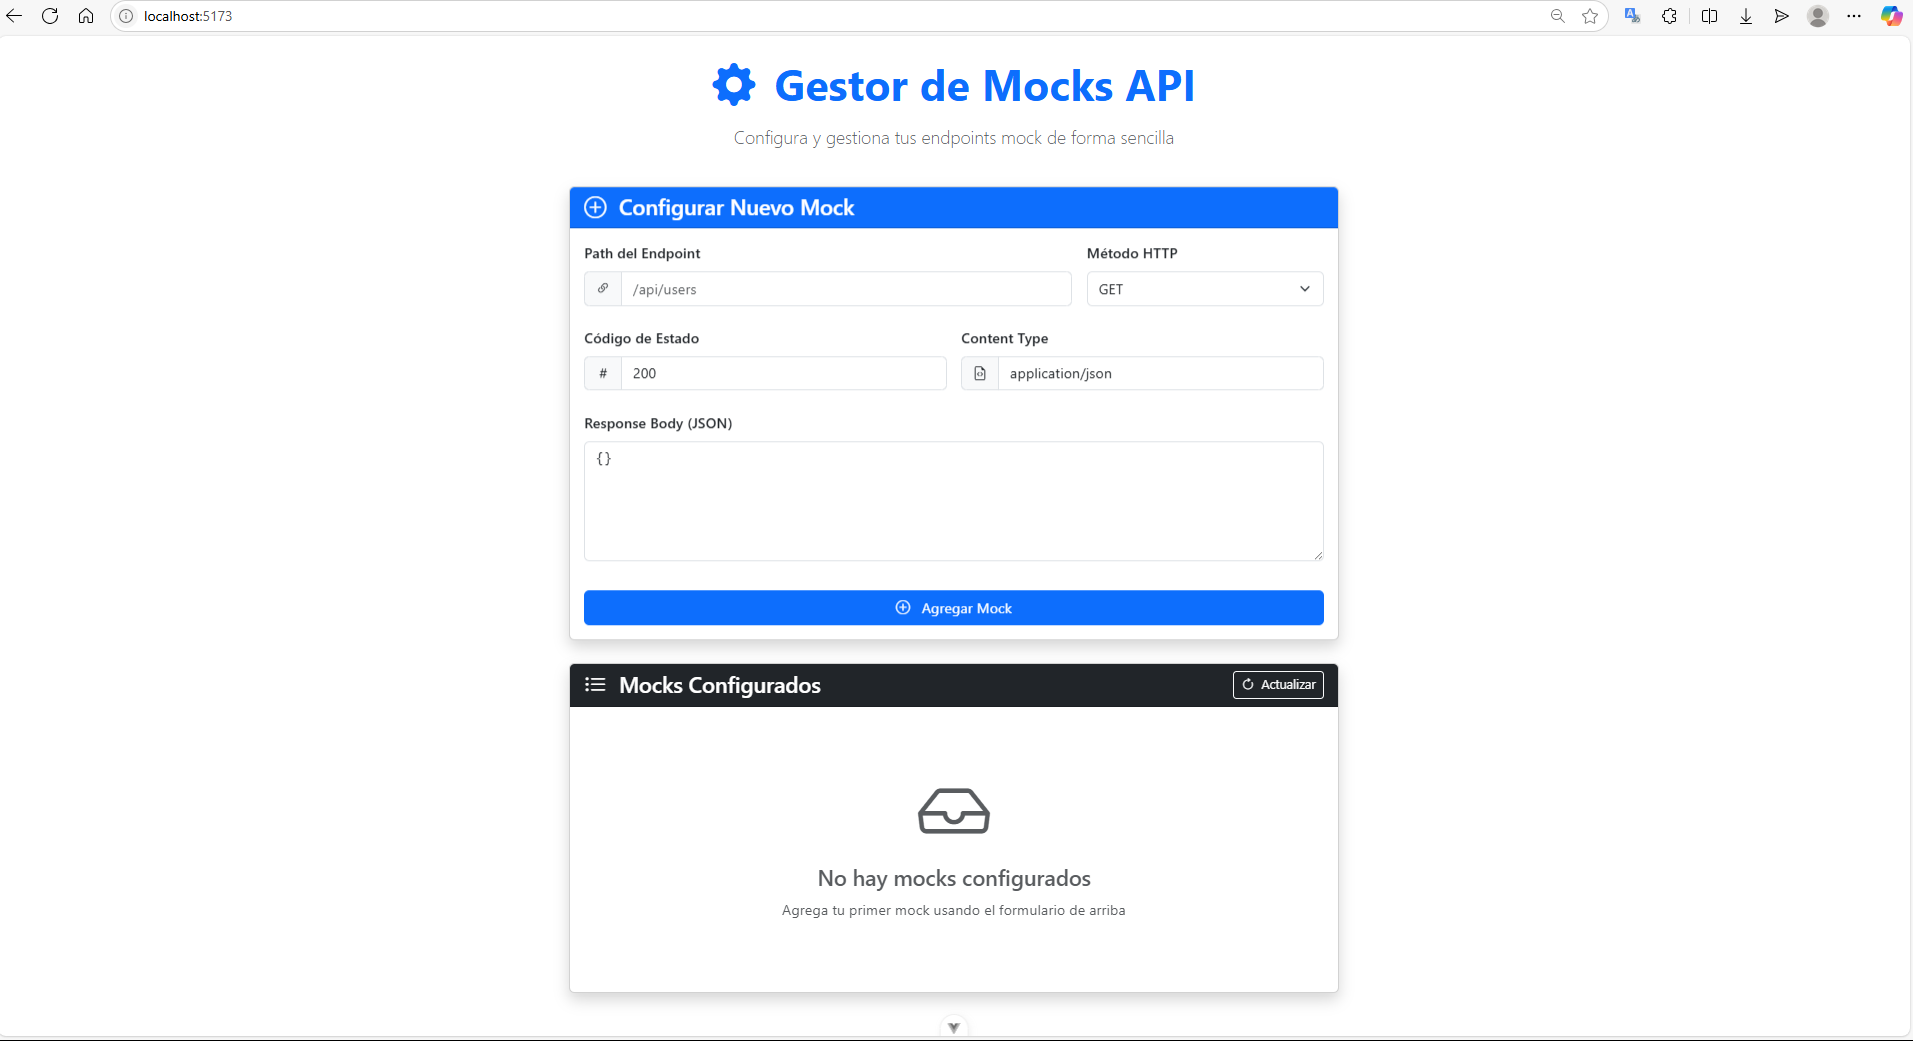 localhost:5173
Gestor de Mocks API
Configura y gestiona tus endpoints mock de forma sencilla
Configurar Nuevo Mock
Path del Endpoint
Método HTTP
/api/users
GET
Código de Estado
Content Type
# 200
application/json
Response Body (JSON)
{}
Agregar Mock
Mocks Configurados
Actualizar
No hay mocks configurados
Agrega tu primer mock usando el formulario de arriba